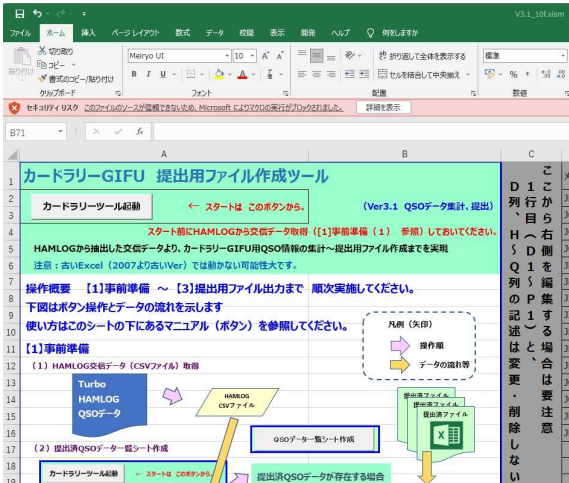 V3.1_10f.xlsm
ファイル ホーム 挿入 ページ レイアウト 数式 データ 校閲 表示 開発 ヘルプ 何をしますか
切り取り
コピー
書式のコピー/貼り付け
貼り付け
クリップボード
Meiryo UI 10
フォント
折り返して全体を表示する
セルを結合して中央揃え
配置
標準
数値
セキュリティ リスク このファイルのソースが信頼できないため、Microsoft によりマクロの実行がブロックされました。 詳細を表示
B71 fx
A B C
1 カードラリーGIFU 提出用ファイル作成ツール
2
カードラリーツール起動 ← スタートは このボタンから。 (Ver3.1 QSOデータ集計、提出)
3
4 スタート前にHAMLOGから交信データ取得([1]事前準備(1) 参照)しておいてください。
5 HAMLOGから抽出した交信データより、カードラリーGIFU用QSO情報の集計~提出用ファイル作成までを実現
6 注意:古いExcel(2007より古いVer)では動かない可能性大です。
7
8 操作概要 【1】事前準備 ~ 【3】提出用ファイル出力まで 順次実施してください。
9 下図はボタン操作とデータの流れを示します
10 使い方はこのシートの下にあるマニュアル(ボタン)を参照してください。
凡例(矢印)
操作順
データの流れ等
11 【1】事前準備
12 (1)HAMLOG交信データ(CSVファイル)取得
13
14
15
16
Turbo
HAMLOG
QSOデータ
HAMLOG
CSVファイル
提出済ファイル
提出済ファイル
提出済ファイル
QSOデータ一覧シート作成
17 (2)提出済QSOデータ一覧シート作成
18
カードラリーツール起動 ← スタートは このボタンから
提出済QSOデータが存在する場合
19
ここから右側を編集する場合は要注意
1行目(D1~P1)と、
D列、H~Q列の記述は変更・削除しない